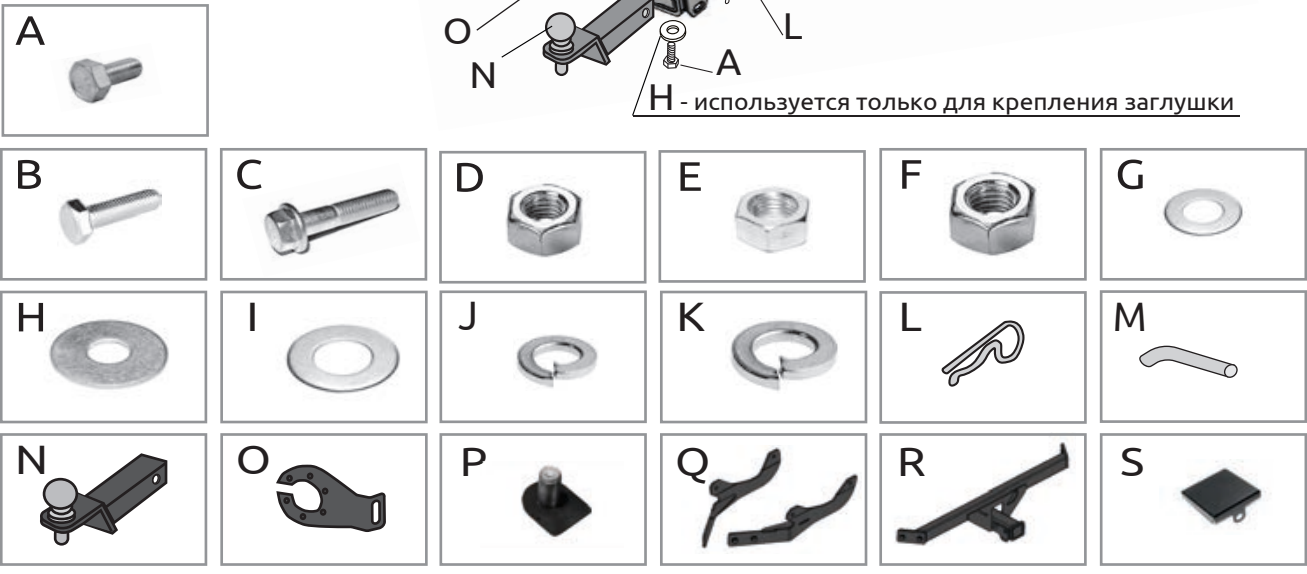 A
O
L
N
A
H - используется только для крепления заглушки
B C D E F G
H I J K L M
N O P Q R S